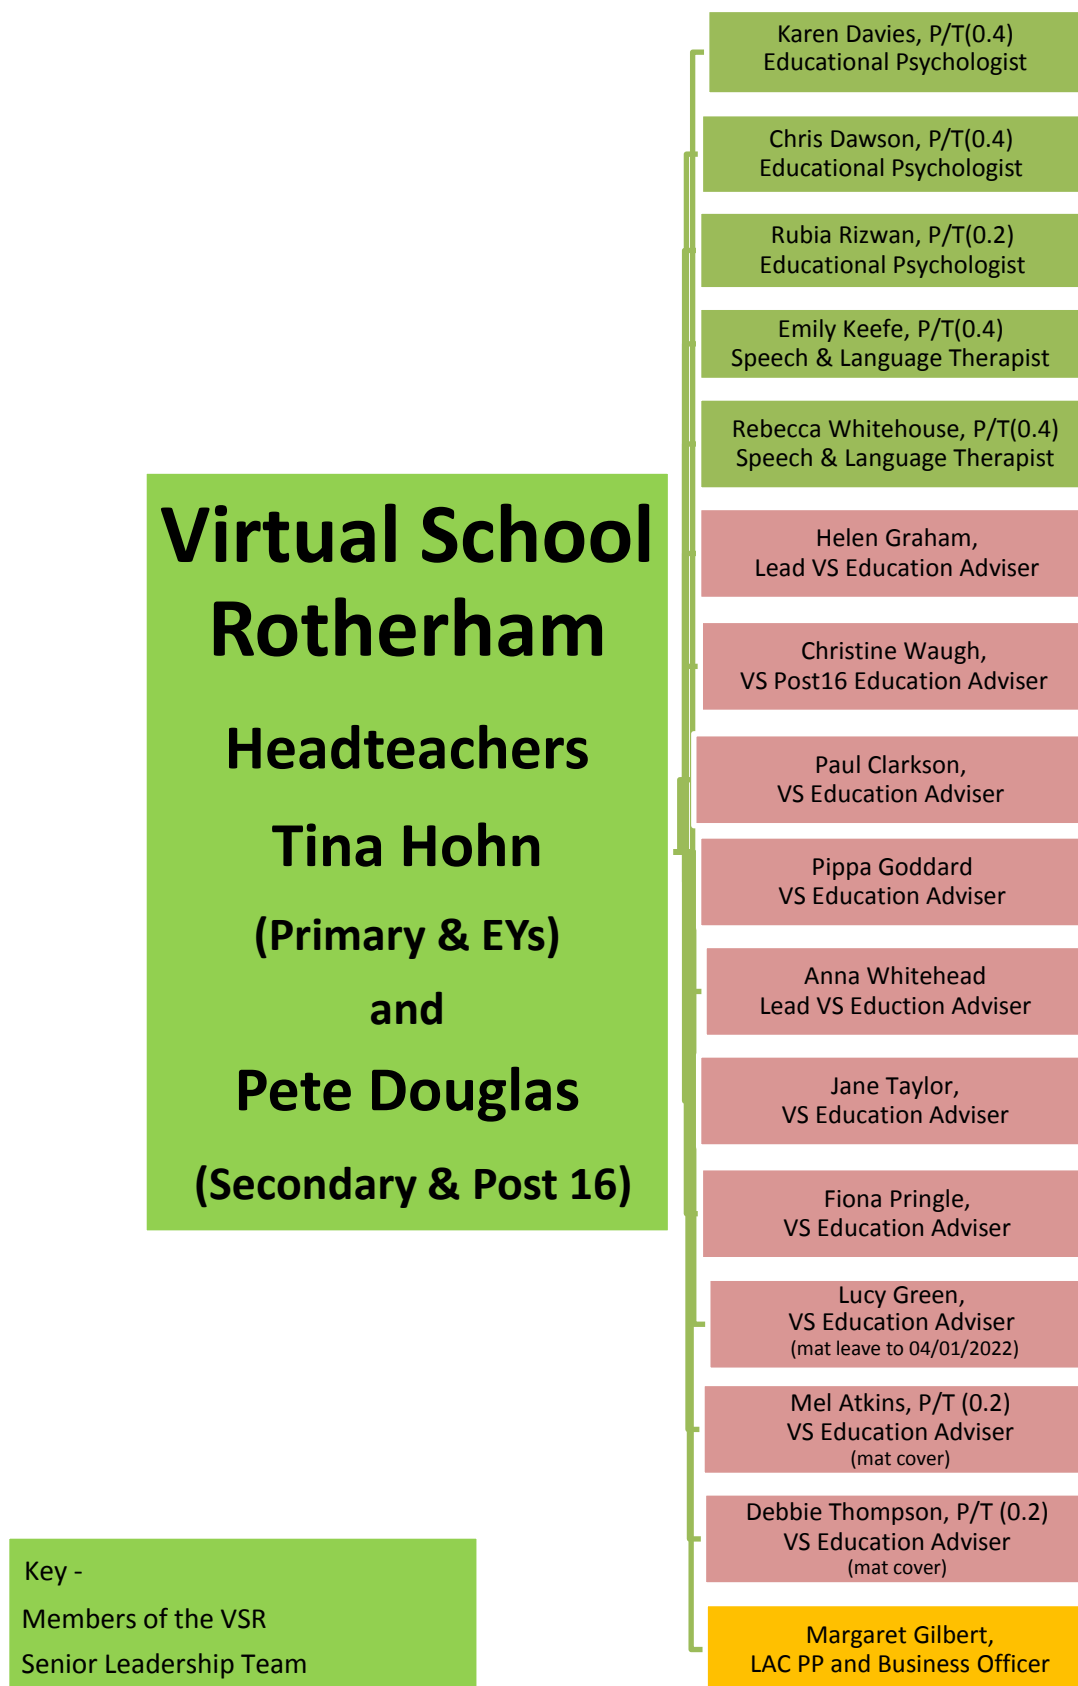 Virtual School
Rotherham
Headteachers
Tina Hohn
(Primary & EYs)
and
Pete Douglas
(Secondary & Post 16)
Karen Davies, P/T(0.4)
Educational Psychologist
Chris Dawson, P/T(0.4)
Educational Psychologist
Rubia Rizwan, P/T(0.2)
Educational Psychologist
Emily Keefe, P/T(0.4)
Speech & Language Therapist
Rebecca Whitehouse, P/T(0.4)
Speech & Language Therapist
Helen Graham,
Lead VS Education Adviser
Christine Waugh,
VS Post16 Education Adviser
Paul Clarkson,
VS Education Adviser
Pippa Goddard
VS Education Adviser
Anna Whitehead
Lead VS Eduction Adviser
Jane Taylor,
VS Education Adviser
Fiona Pringle,
VS Education Adviser
Lucy Green,
VS Education Adviser
(mat leave to 04/01/2022)
Mel Atkins, P/T (0.2)
VS Education Adviser
(mat cover)
Debbie Thompson, P/T (0.2)
VS Education Adviser
(mat cover)
Margaret Gilbert,
LAC PP and Business Officer
Key -
Members of the VSR
Senior Leadership Team